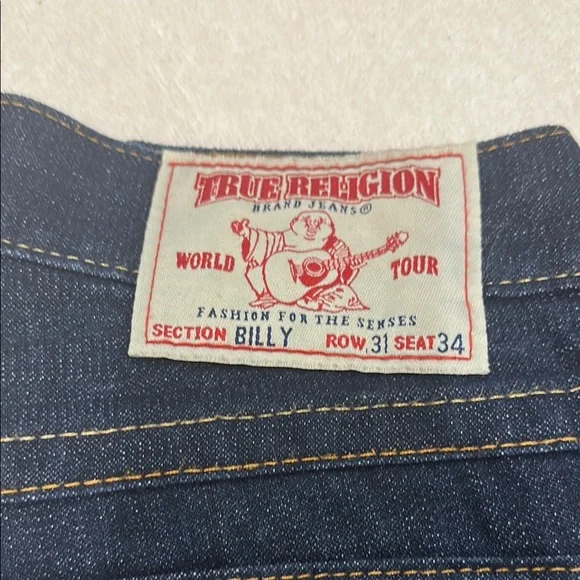 TRUE RELIGION
BRAND JEANS®
WORLD TOUR
FASHION FOR THE SENSES
SECTION BILLY ROW 31 SEAT 34